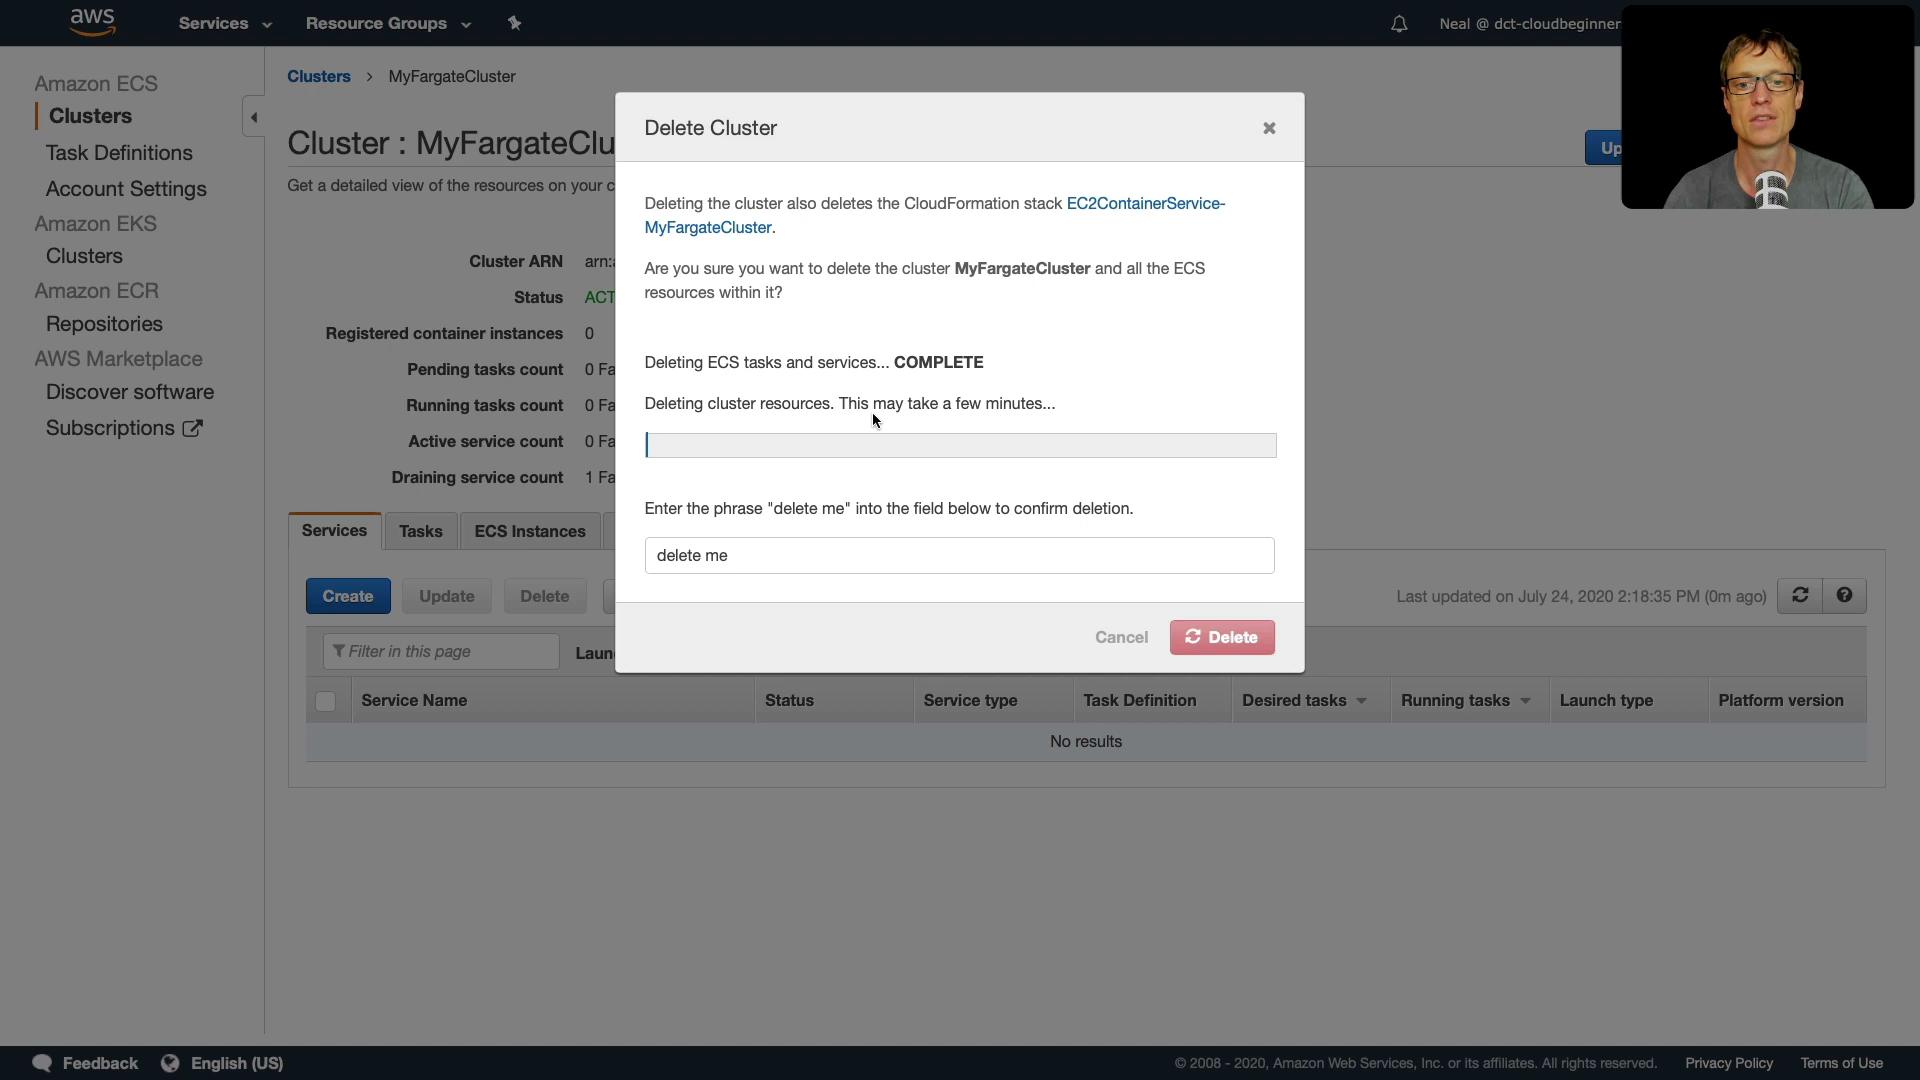 aws
Services
Resource Groups
Neal @ dct-cloudbeginner
Amazon ECS
Clusters
Task Definitions
Account Settings
Amazon EKS
Clusters
Amazon ECR
Repositories
AWS Marketplace
Discover software
Subscriptions
Clusters > MyFargateCluster
Cluster : MyFargateClu
Up
Get a detailed view of the resources on your c
Cluster ARN arn:a
Status ACT
Registered container instances 0
Pending tasks count 0 Fa
Running tasks count 0 Fa
Active service count 0 Fa
Draining service count 1 Fa
Delete Cluster
Deleting the cluster also deletes the CloudFormation stack EC2ContainerService-
MyFargateCluster.
Are you sure you want to delete the cluster MyFargateCluster and all the ECS
resources within it?
Deleting ECS tasks and services... COMPLETE
Deleting cluster resources. This may take a few minutes...
Enter the phrase "delete me" into the field below to confirm deletion.
delete me
Cancel Delete
Services Tasks ECS Instances
Create Update Delete
Last updated on July 24, 2020 2:18:35 PM (0m ago)
Filter in this page Laun
Service Name Status Service type Task Definition Desired tasks Running tasks Launch type Platform version
No results
Feedback English (US)
© 2008 - 2020, Amazon Web Services, Inc. or its affiliates. All rights reserved. Privacy Policy Terms of Use